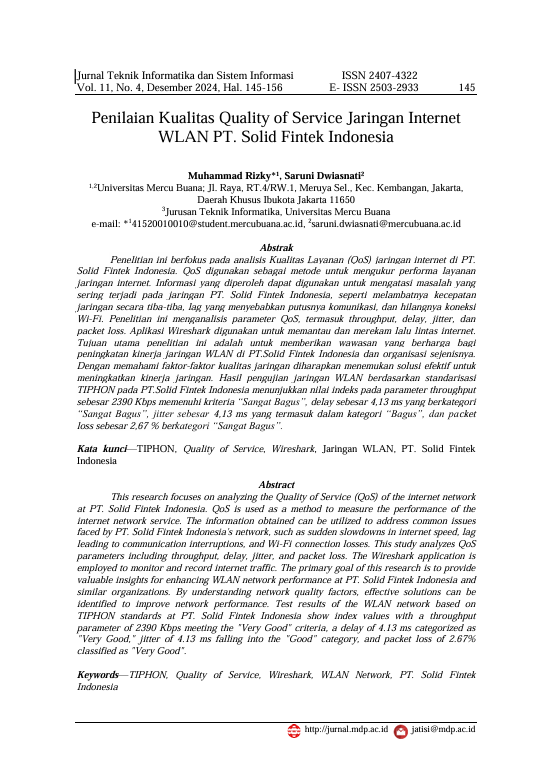 Jurnal Teknik Informatika dan Sistem Informasi ISSN 2407-4322
Vol. 11, No. 4, Desember 2024, Hal. 145-156 E- ISSN 2503-2933 145
Penilaian Kualitas Quality of Service Jaringan Internet
WLAN PT. Solid Fintek Indonesia
Muhammad Rizky*¹, Saruni Dwiasnati²
¹,²Universitas Mercu Buana; Jl. Raya, RT.4/RW.1, Meruya Sel., Kec. Kembangan, Jakarta,
Daerah Khusus Ibukota Jakarta 11650
³Jurusan Teknik Informatika, Universitas Mercu Buana
e-mail: *¹41520010010@student.mercubuana.ac.id, ²saruni.dwiasnati@mercubuana.ac.id
Abstrak
Penelitian ini berfokus pada analisis Kualitas Layanan (QoS) jaringan internet di PT.
Solid Fintek Indonesia. QoS digunakan sebagai metode untuk mengukur performa layanan
jaringan internet. Informasi yang diperoleh dapat digunakan untuk mengatasi masalah yang
sering terjadi pada jaringan PT. Solid Fintek Indonesia, seperti melambatnya kecepatan
jaringan secara tiba-tiba, lag yang menyebabkan putusnya komunikasi, dan hilangnya koneksi
Wi-Fi. Penelitian ini menganalisis parameter QoS, termasuk throughput, delay, jitter, dan
packet loss. Aplikasi Wireshark digunakan untuk memantau dan merekam lalu lintas internet.
Tujuan utama penelitian ini adalah untuk memberikan wawasan yang berharga bagi
peningkatan kinerja jaringan WLAN di PT.Solid Fintek Indonesia dan organisasi sejenisnya.
Dengan memahami faktor-faktor kualitas jaringan diharapkan menemukan solusi efektif untuk
meningkatkan kinerja jaringan. Hasil pengujian jaringan WLAN berdasarkan standarisasi
TIPHON pada PT.Solid Fintek Indonesia menunjukkan nilai indeks pada parameter throughput
sebesar 2390 Kbps memenuhi kriteria “Sangat Bagus”, delay sebesar 4,13 ms yang berkategori
“Sangat Bagus”, jitter sebesar 4,13 ms yang termasuk dalam kategori “Bagus”, dan packet
loss sebesar 2,67 % berkategori “Sangat Bagus”.
Kata kunci—TIPHON, Quality of Service, Wireshark, Jaringan WLAN, PT. Solid Fintek
Indonesia
Abstract
This research focuses on analyzing the Quality of Service (QoS) of the internet network
at PT. Solid Fintek Indonesia. QoS is used as a method to measure the performance of the
internet network service. The information obtained can be utilized to address common issues
faced by PT. Solid Fintek Indonesia's network, such as sudden slowdowns in internet speed, lag
leading to communication interruptions, and Wi-Fi connection losses. This study analyzes QoS
parameters including throughput, delay, jitter, and packet loss. The Wireshark application is
employed to monitor and record internet traffic. The primary goal of this research is to provide
valuable insights for enhancing WLAN network performance at PT. Solid Fintek Indonesia and
similar organizations. By understanding network quality factors, effective solutions can be
identified to improve network performance. Test results of the WLAN network based on
TIPHON standards at PT. Solid Fintek Indonesia show index values with a throughput
parameter of 2390 Kbps meeting the "Very Good" criteria, a delay of 4.13 ms categorized as
"Very Good," jitter of 4.13 ms falling into the "Good" category, and packet loss of 2.67%
classified as "Very Good".
Keywords—TIPHON, Quality of Service, Wireshark, WLAN Network, PT. Solid Fintek
Indonesia
http://jurnal.mdp.ac.id jatisi@mdp.ac.id